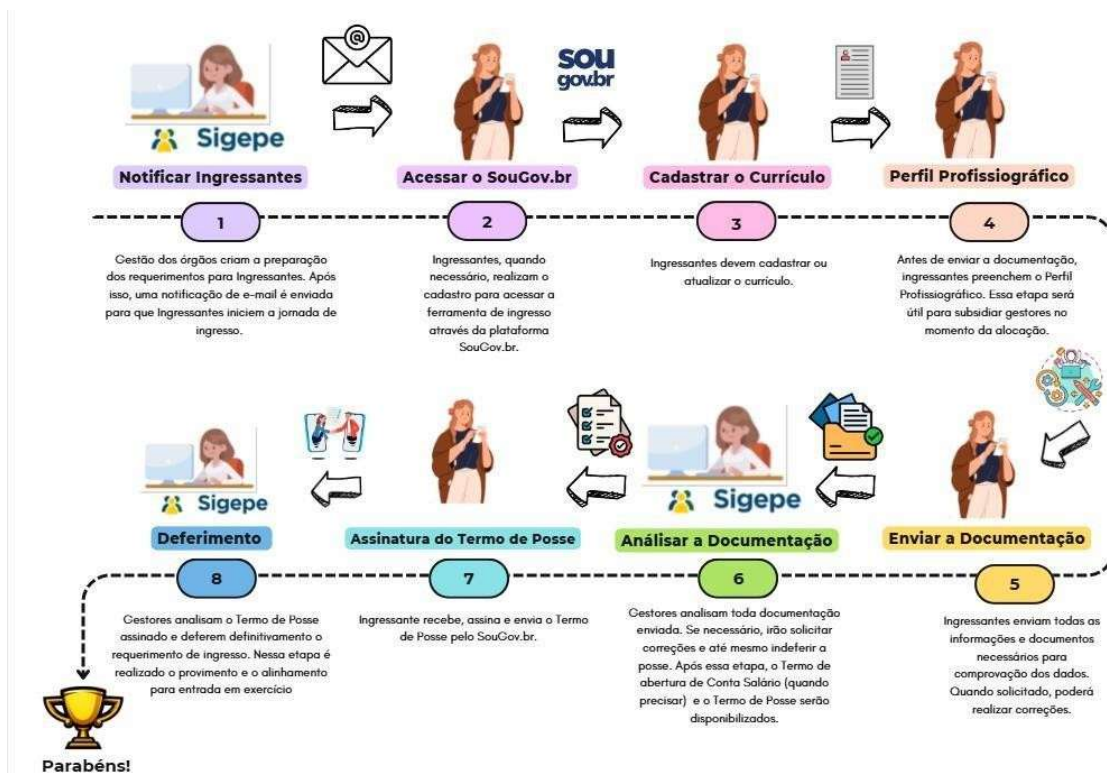 @
sou
gov.br
Sigepe
Notificar Ingressantes
Acessar o SouGov.br
Cadastrar o Currículo
Perfil Profissiográfico
1
2
3
4
Gestão dos órgãos criam a preparação
dos requerimentos para Ingressantes. Após
isso, uma notificação de e-mail é enviada
para que Ingressantes iniciem a jornada de
ingresso.
Ingressantes, quando
necessário, realizam o
cadastro para acessar a
ferramenta de ingresso
através da plataforma
SouGov.br.
Ingressantes devem cadastrar ou
atualizar o currículo.
Antes de enviar a documentação,
ingressantes preenchem o Perfil
Profissiográfico. Essa etapa será
útil para subsidiar gestores no
momento da alocação.
Sigepe
Sigepe
Deferimento
Assinatura do Termo de Posse
Análisar a Documentação
Enviar a Documentação
8
7
6
5
Gestores analisam o Termo de Posse
assinado e deferem definitivamento o
requerimento de ingresso. Nessa etapa é
realizado o provimento e o alinhamento
para entrada em exercício
Ingressante recebe, assina e envia o Termo
de Posse pelo SouGov.br.
Gestores analisam toda documentação
enviada. Se necessário, irão solicitar
correções e até mesmo indeferir a
posse. Após essa etapa, o Termo de
abertura de Conta Salário (quando
precisar) e o Termo de Posse serão
disponibilizados.
Ingressantes enviam todas as
informações e documentos
necessários para
comprovação dos dados.
Quando solicitado, poderá
realizar correções.
Parabéns!